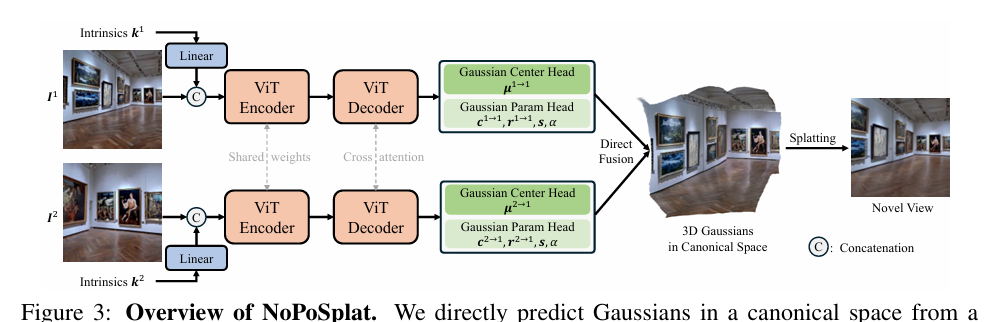 Intrinsics k¹
Linear
I¹
C
ViT
Encoder
ViT
Decoder
Gaussian Center Head
μ¹→¹
Gaussian Param Head
c¹→¹, r¹→¹, s, α
Shared weights
Cross attention
Direct
Fusion
Splatting
I²
C
ViT
Encoder
ViT
Decoder
Gaussian Center Head
μ²→¹
Gaussian Param Head
c²→¹, r²→¹, s, α
Linear
Intrinsics k²
3D Gaussians
in Canonical Space
Novel View
C : Concatenation
Figure 3: Overview of NoPoSplat. We directly predict Gaussians in a canonical space from a